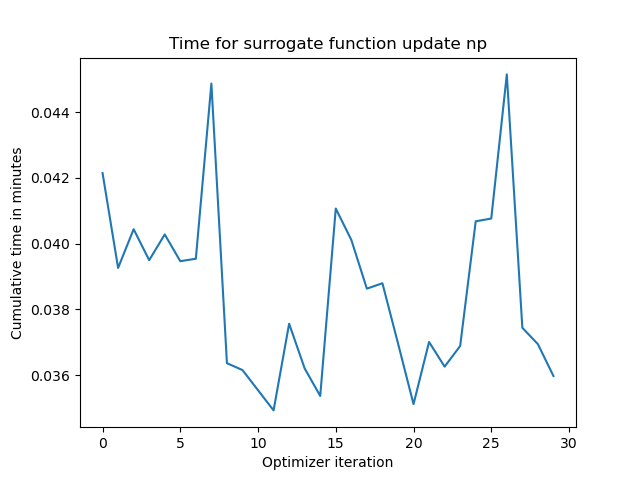 Time for surrogate function update np
Cumulative time in minutes
0.044
0.042
0.040
0.038
0.036
0 5 10 15 20 25 30
Optimizer iteration